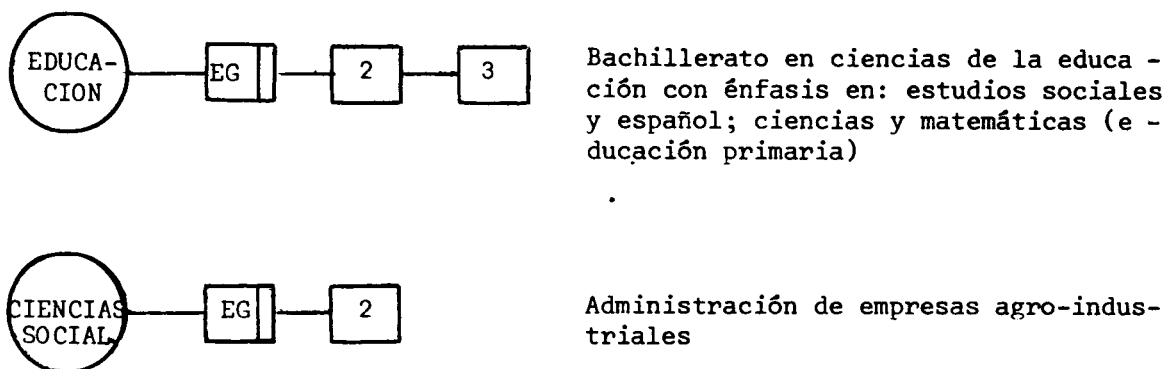 EDUCA-
CION
EG
2
3
Bachillerato en ciencias de la educa -
ción con énfasis en: estudios sociales
y español; ciencias y matemáticas (e -
ducación primaria)
CIENCIAS
SOCIAL
EG
2
Administración de empresas agro-indus-
triales